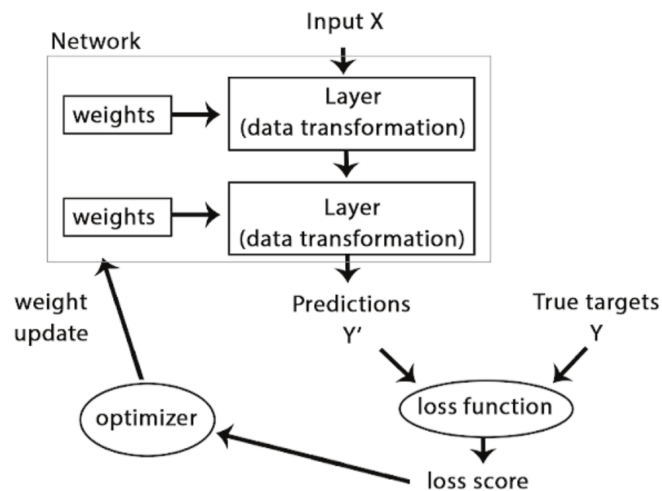 Input X
Network
weights
Layer
(data transformation)
weights
Layer
(data transformation)
weight
update
Predictions
Y’
True targets
Y
optimizer
loss function
loss score